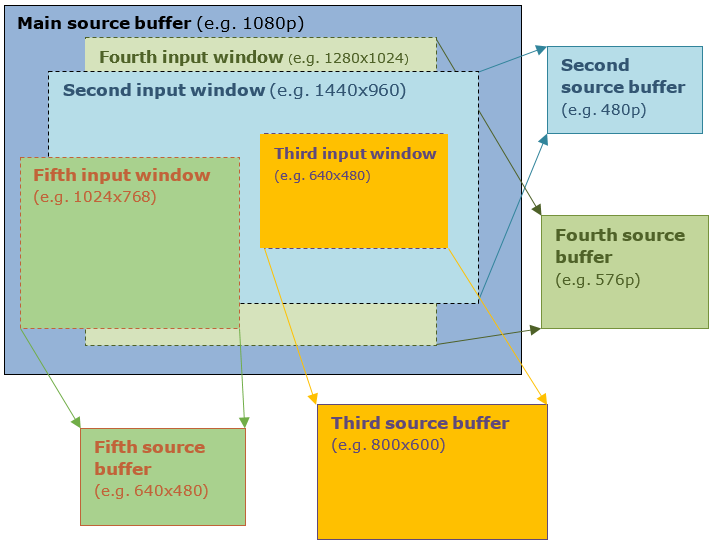 Main source buffer (e.g. 1080p)
Fourth input window (e.g. 1280x1024)
Second input window (e.g. 1440x960)
Second
source buffer
(e.g. 480p)
Third input window
(e.g. 640x480)
Fifth input window
(e.g. 1024x768)
Fourth source
buffer
(e.g. 576p)
Third source buffer
(e.g. 800x600)
Fifth source
buffer
(e.g. 640x480)